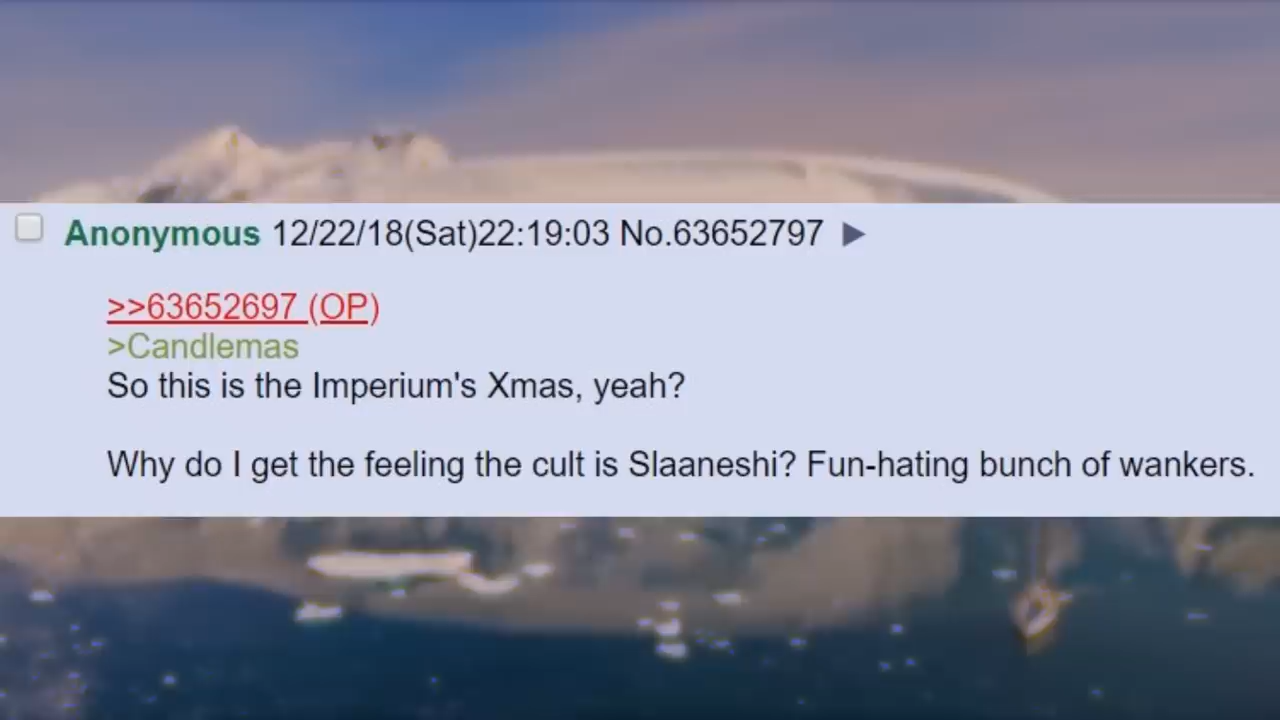 Anonymous 12/22/18(Sat)22:19:03 No.63652797 ▶
>>63652697 (OP)
>Candlemas
So this is the Imperium's Xmas, yeah?
Why do I get the feeling the cult is Slaaneshi? Fun-hating bunch of wankers.